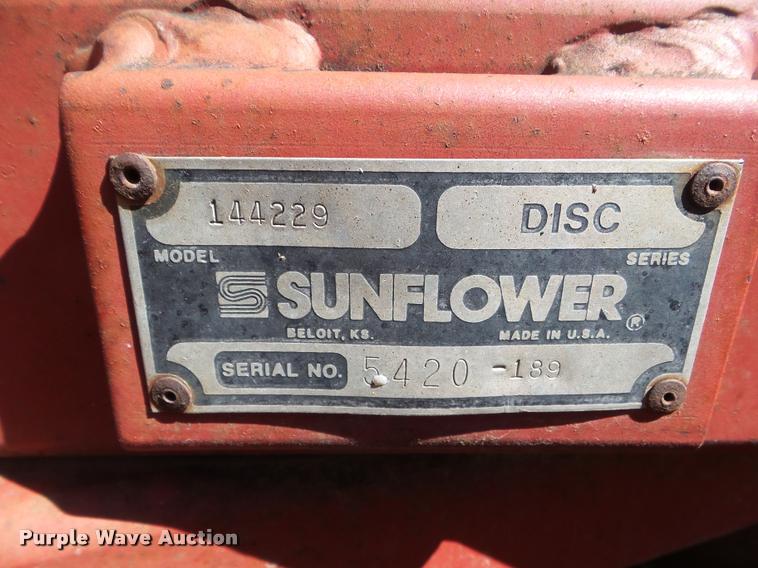 144229 DISC
MODEL SERIES
S SUNFLOWER ®
BELOIT, KS. MADE IN U.S.A.
SERIAL NO. 5420 -189
Purple Wave Auction